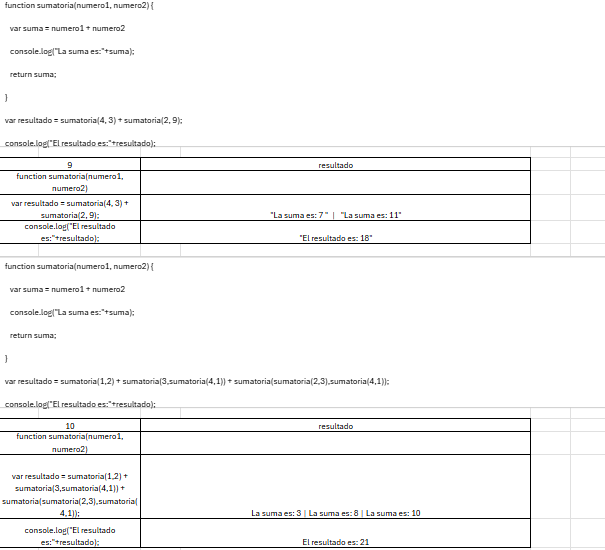 function sumatoria(numero1, numero2) {
var suma = numero1 + numero2
console.log("La suma es:"+suma);
return suma;
}
var resultado = sumatoria(4, 3) + sumatoria(2, 9);
console.log("El resultado es:"+resultado);
9 resultado
function sumatoria(numero1,
numero2)
var resultado = sumatoria(4, 3) +
sumatoria(2, 9); "La suma es: 7 " | "La suma es: 11"
console.log("El resultado
es:"+resultado); "El resultado es: 18"
function sumatoria(numero1, numero2) {
var suma = numero1 + numero2
console.log("La suma es:"+suma);
return suma;
}
var resultado = sumatoria(1,2) + sumatoria(3,sumatoria(4,1)) + sumatoria(sumatoria(2,3),sumatoria(4,1));
console.log("El resultado es:"+resultado);
10 resultado
function sumatoria(numero1,
numero2)
var resultado = sumatoria(1,2) +
sumatoria(3,sumatoria(4,1)) +
sumatoria(sumatoria(2,3),sumatoria(
4,1)); La suma es: 3 | La suma es: 8 | La suma es: 10
console.log("El resultado
es:"+resultado); El resultado es: 21